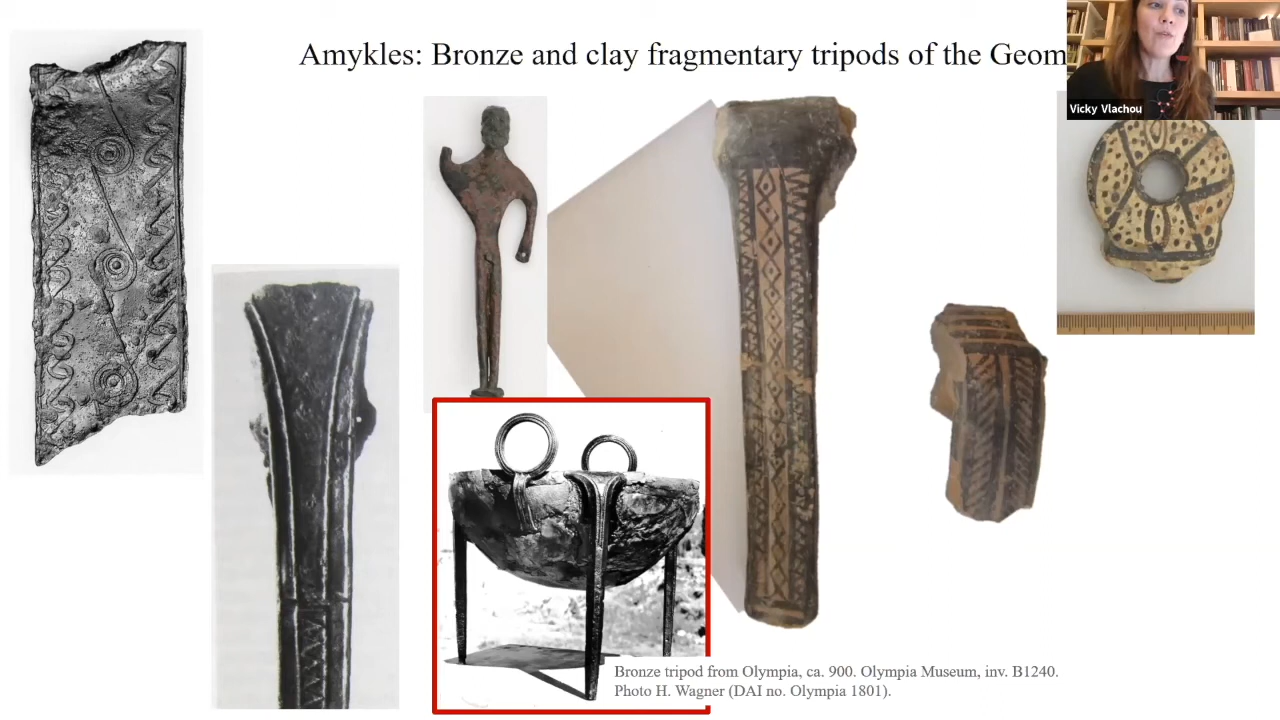 Amykles: Bronze and clay fragmentary tripods of the Geom
Vicky Vlachou
Bronze tripod from Olympia, ca. 900. Olympia Museum, inv. B1240.
Photo H. Wagner (DAI no. Olympia 1801).